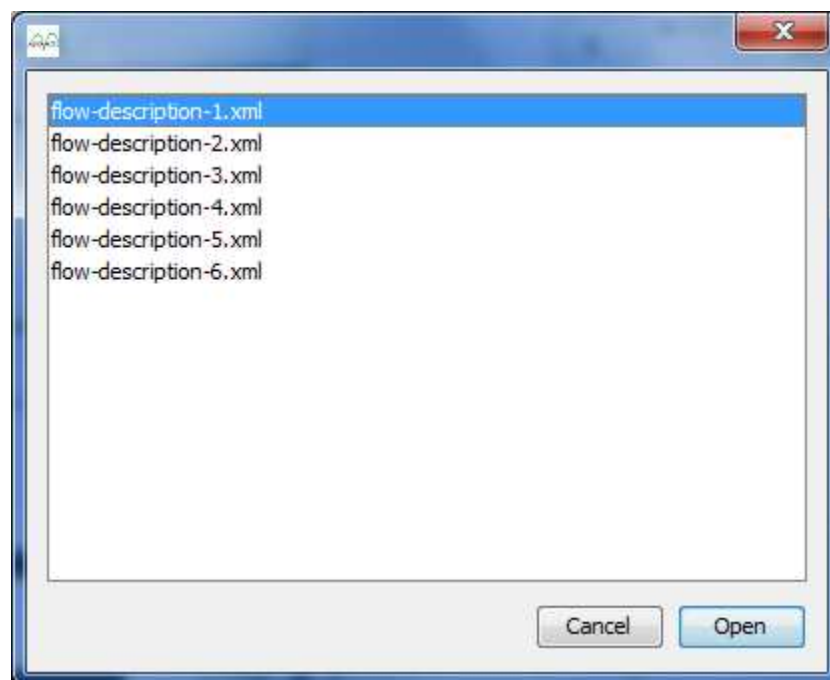 flow-description-1.xml
flow-description-2.xml
flow-description-3.xml
flow-description-4.xml
flow-description-5.xml
flow-description-6.xml
Cancel
Open